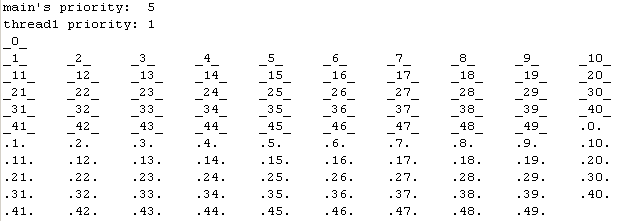 main's priority:  5
thread1 priority: 1
_0_
_1_ _2_ _3_ _4_ _5_ _6_ _7_ _8_ _9_ _10_
_11_ _12_ _13_ _14_ _15_ _16_ _17_ _18_ _19_ _20_
_21_ _22_ _23_ _24_ _25_ _26_ _27_ _28_ _29_ _30_
_31_ _32_ _33_ _34_ _35_ _36_ _37_ _38_ _39_ _40_
_41_ _42_ _43_ _44_ _45_ _46_ _47_ _48_ _49_ .0.
.1. .2. .3. .4. .5. .6. .7. .8. .9. .10.
.11. .12. .13. .14. .15. .16. .17. .18. .19. .20.
.21. .22. .23. .24. .25. .26. .27. .28. .29. .30.
.31. .32. .33. .34. .35. .36. .37. .38. .39. .40.
.41. .42. .43. .44. .45. .46. .47. .48. .49.